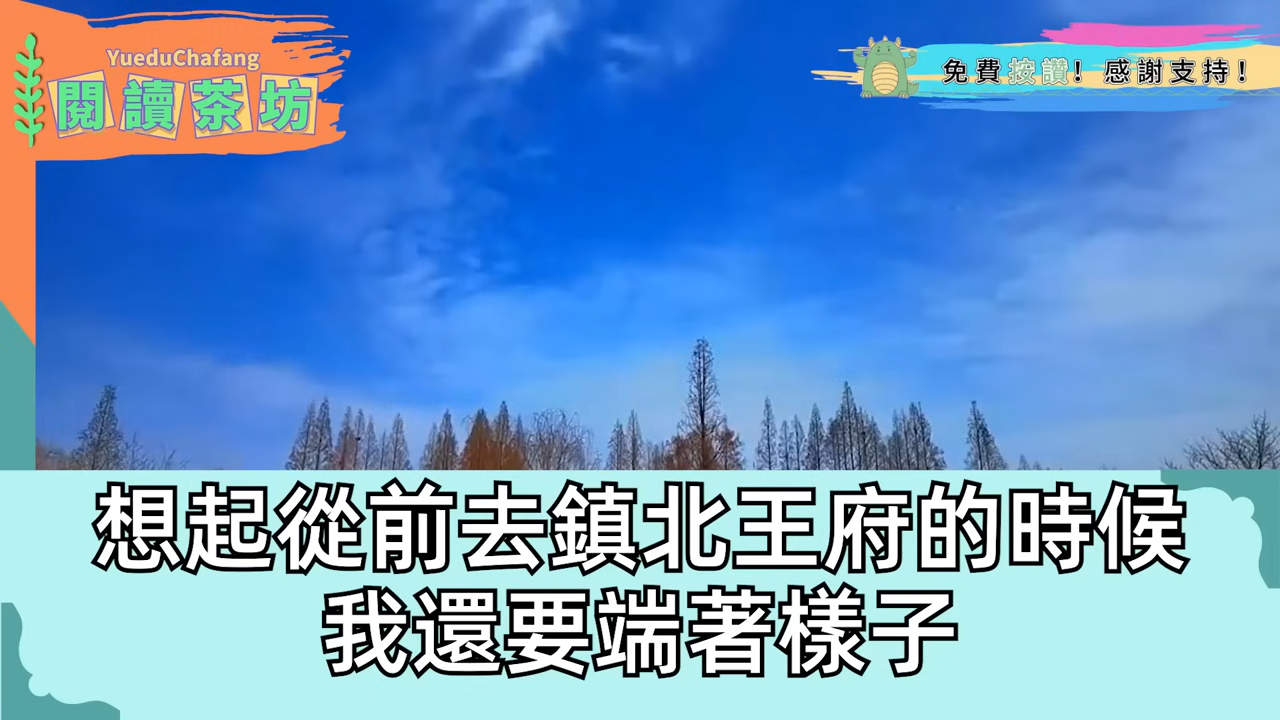 YueduChafang
閱讀茶坊
免費按讚！感謝支持！
想起從前去鎮北王府的時候
我還要端著樣子